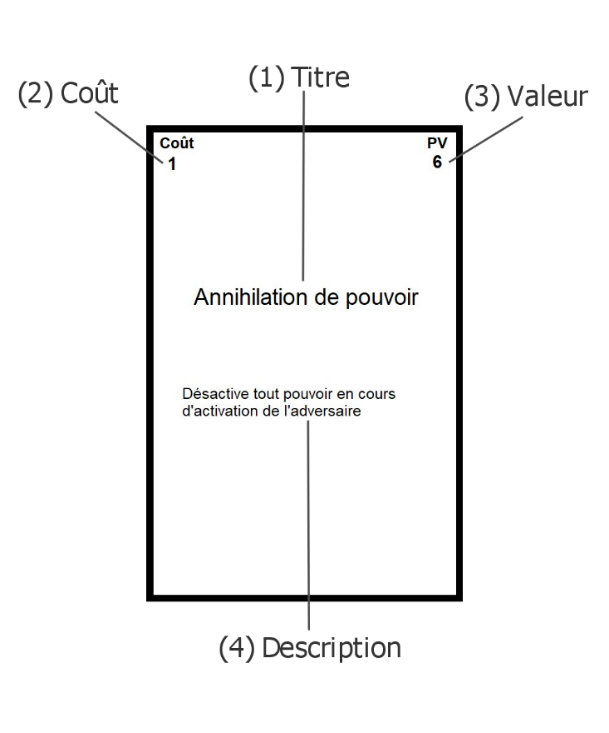 (1) Titre
(2) Coût
(3) Valeur
Coût
1
PV
6
Annihilation de pouvoir
Désactive tout pouvoir en cours
d'activation de l'adversaire
(4) Description